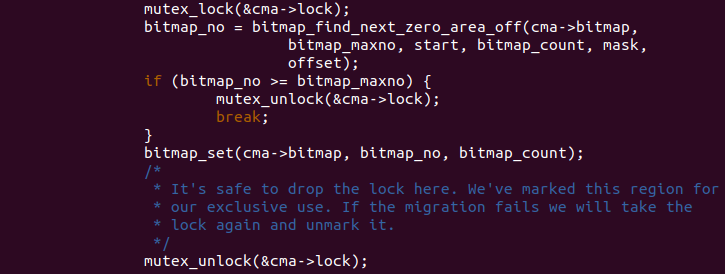 mutex_lock(&cma->lock);
bitmap_no = bitmap_find_next_zero_area_off(cma->bitmap,
bitmap_maxno, start, bitmap_count, mask,
offset);
if (bitmap_no >= bitmap_maxno) {
mutex_unlock(&cma->lock);
break;
}
bitmap_set(cma->bitmap, bitmap_no, bitmap_count);
/*
* It's safe to drop the lock here. We've marked this region for
* our exclusive use. If the migration fails we will take the
* lock again and unmark it.
*/
mutex_unlock(&cma->lock);